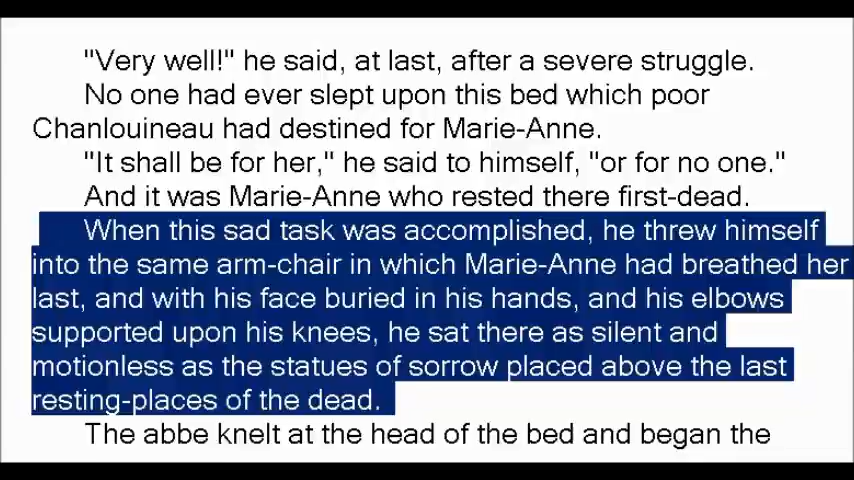 "Very well!" he said, at last, after a severe struggle.
No one had ever slept upon this bed which poor
Chanlouineau had destined for Marie-Anne.
"It shall be for her," he said to himself, "or for no one."
And it was Marie-Anne who rested there first-dead.
When this sad task was accomplished, he threw himself
into the same arm-chair in which Marie-Anne had breathed her
last, and with his face buried in his hands, and his elbows
supported upon his knees, he sat there as silent and
motionless as the statues of sorrow placed above the last
resting-places of the dead.
The abbe knelt at the head of the bed and began the